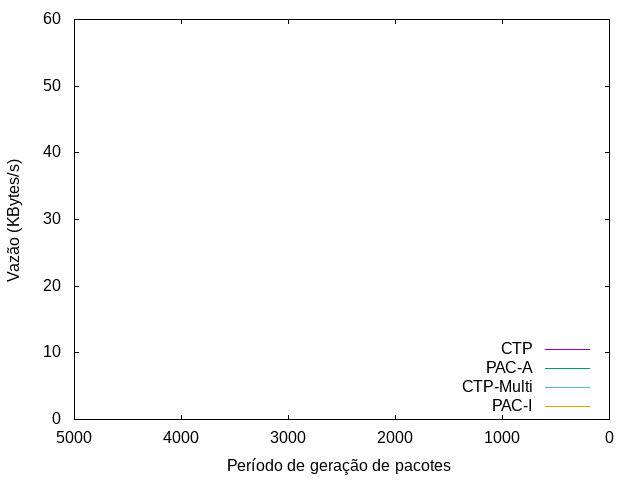 60
50
40
30
20
10
0
Vazão (KBytes/s)
CTP
PAC-A
CTP-Multi
PAC-I
5000 4000 3000 2000 1000 0
Período de geração de pacotes